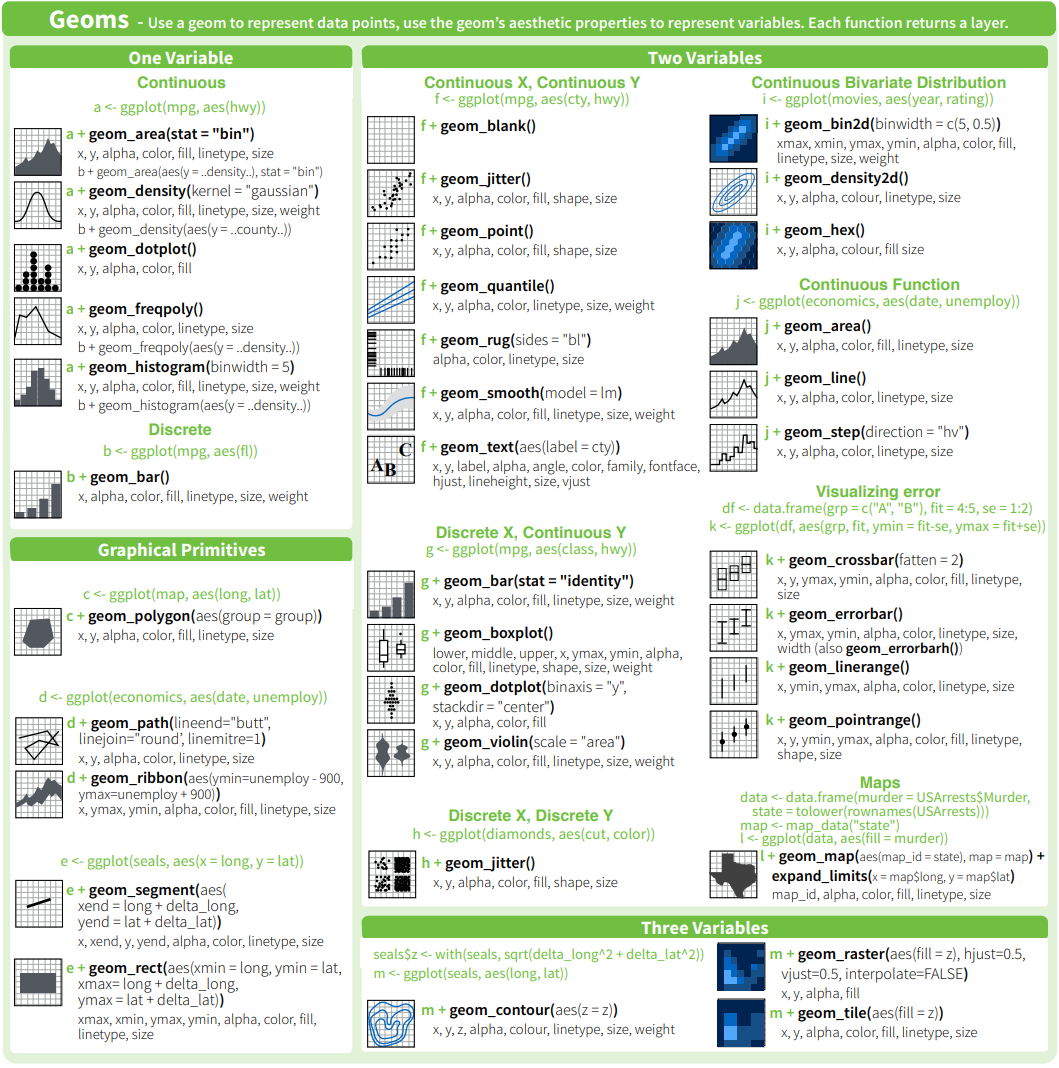 Geoms - Use a geom to represent data points, use the geom’s aesthetic properties to represent variables. Each function returns a layer.
One Variable
Continuous
a <- ggplot(mpg, aes(hwy))
a + geom_area(stat = "bin")
x, y, alpha, color, fill, linetype, size
b + geom_area(aes(y = ..density..), stat = "bin")
a + geom_density(kernel = "gaussian")
x, y, alpha, color, fill, linetype, size, weight
b + geom_density(aes(y = ..county..))
a + geom_dotplot()
x, y, alpha, color, fill
a + geom_freqpoly()
x, y, alpha, color, linetype, size
b + geom_freqpoly(aes(y = ..density..))
a + geom_histogram(binwidth = 5)
x, y, alpha, color, fill, linetype, size, weight
b + geom_histogram(aes(y = ..density..))
Discrete
b <- ggplot(mpg, aes(fl))
b + geom_bar()
x, alpha, color, fill, linetype, size, weight
Graphical Primitives
c <- ggplot(map, aes(long, lat))
c + geom_polygon(aes(group = group))
x, y, alpha, color, fill, linetype, size
d <- ggplot(economics, aes(date, unemploy))
d + geom_path(lineend="butt",
linejoin="round’, linemitre=1)
x, y, alpha, color, linetype, size
d + geom_ribbon(aes(ymin=unemploy - 900,
ymax=unemploy + 900))
x, ymax, ymin, alpha, color, fill, linetype, size
e <- ggplot(seals, aes(x = long, y = lat))
e + geom_segment(aes(
xend = long + delta_long,
yend = lat + delta_lat))
x, xend, y, yend, alpha, color, linetype, size
e + geom_rect(aes(xmin = long, ymin = lat,
xmax= long + delta_long,
ymax = lat + delta_lat))
xmax, xmin, ymax, ymin, alpha, color, fill,
linetype, size
Two Variables
Continuous X, Continuous Y
f <- ggplot(mpg, aes(cty, hwy))
f + geom_blank()
f + geom_jitter()
x, y, alpha, color, fill, shape, size
f + geom_point()
x, y, alpha, color, fill, shape, size
f + geom_quantile()
x, y, alpha, color, linetype, size, weight
f + geom_rug(sides = "bl")
alpha, color, linetype, size
f + geom_smooth(model = lm)
x, y, alpha, color, fill, linetype, size, weight
A B C
f + geom_text(aes(label = cty))
x, y, label, alpha, angle, color, family, fontface,
hjust, lineheight, size, vjust
Discrete X, Continuous Y
g <- ggplot(mpg, aes(class, hwy))
g + geom_bar(stat = "identity")
x, y, alpha, color, fill, linetype, size, weight
g + geom_boxplot()
lower, middle, upper, x, ymax, ymin, alpha,
color, fill, linetype, shape, size, weight
g + geom_dotplot(binaxis = "y",
stackdir = "center")
x, y, alpha, color, fill
g + geom_violin(scale = "area")
x, y, alpha, color, fill, linetype, size, weight
Discrete X, Discrete Y
h <- ggplot(diamonds, aes(cut, color))
h + geom_jitter()
x, y, alpha, color, fill, shape, size
Continuous Bivariate Distribution
i <- ggplot(movies, aes(year, rating))
i + geom_bin2d(binwidth = c(5, 0.5))
xmax, xmin, ymax, ymin, alpha, color, fill,
linetype, size, weight
i + geom_density2d()
x, y, alpha, colour, linetype, size
i + geom_hex()
x, y, alpha, colour, fill size
Continuous Function
j <- ggplot(economics, aes(date, unemploy))
j + geom_area()
x, y, alpha, color, fill, linetype, size
j + geom_line()
x, y, alpha, color, linetype, size
j + geom_step(direction = "hv")
x, y, alpha, color, linetype, size
Visualizing error
df <- data.frame(grp = c("A", "B"), fit = 4:5, se = 1:2)
k <- ggplot(df, aes(grp, fit, ymin = fit-se, ymax = fit+se))
k + geom_crossbar(fatten = 2)
x, y, ymax, ymin, alpha, color, fill, linetype,
size
k + geom_errorbar()
x, ymax, ymin, alpha, color, linetype, size,
width (also geom_errorbarh())
k + geom_linerange()
x, ymin, ymax, alpha, color, linetype, size
k + geom_pointrange()
x, y, ymin, ymax, alpha, color, fill, linetype,
shape, size
Maps
data <- data.frame(murder = USArrests$Murder,
state = tolower(rownames(USArrests)))
map <- map_data("state")
l <- ggplot(data, aes(fill = murder))
l + geom_map(aes(map_id = state), map = map) +
expand_limits(x = map$long, y = map$lat)
map_id, alpha, color, fill, linetype, size
Three Variables
seals$z <- with(seals, sqrt(delta_long^2 + delta_lat^2))
m <- ggplot(seals, aes(long, lat))
m + geom_contour(aes(z = z))
x, y, z, alpha, colour, linetype, size, weight
m + geom_raster(aes(fill = z), hjust=0.5,
vjust=0.5, interpolate=FALSE)
x, y, alpha, fill
m + geom_tile(aes(fill = z))
x, y, alpha, color, fill, linetype, size